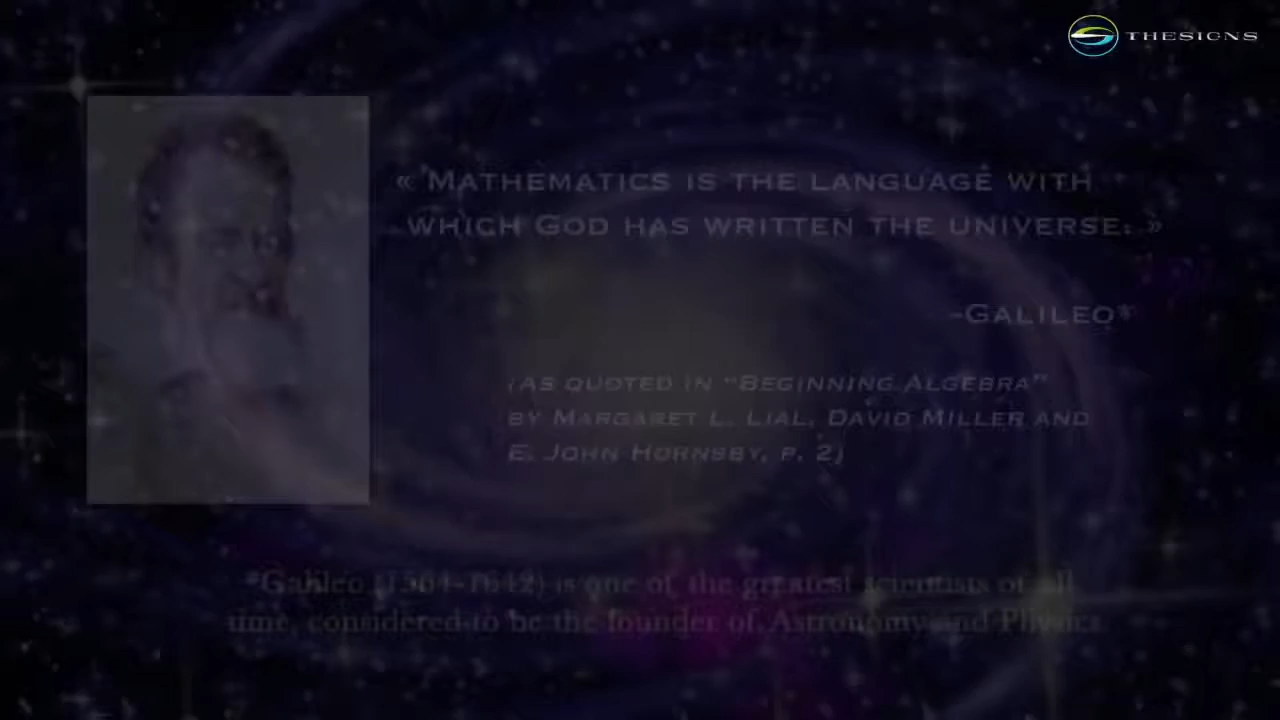 THESIGNS
« Mathematics is the language with
which God has written the universe. »
-Galileo*
(as quoted in "Beginning Algebra"
by Margaret L. Lial, David Miller and
E. John Hornsby, p. 2)
*Galileo (1564-1642) is one of the greatest scientists of all
time, considered to be the founder of Astronomy and Physics